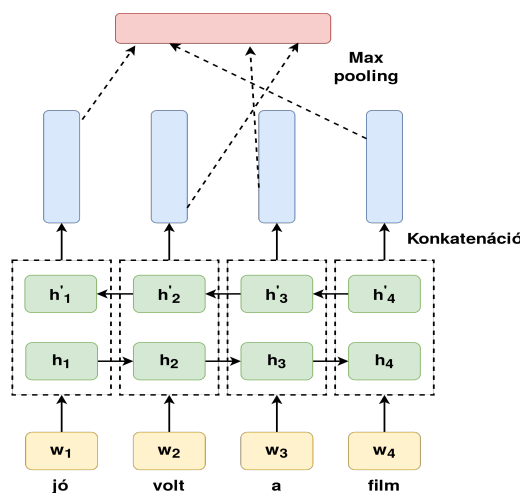 Max
pooling
Konkatenáció
h'1 h'2 h'3 h'4
h1 h2 h3 h4
w1 w2 w3 w4
jó volt a film